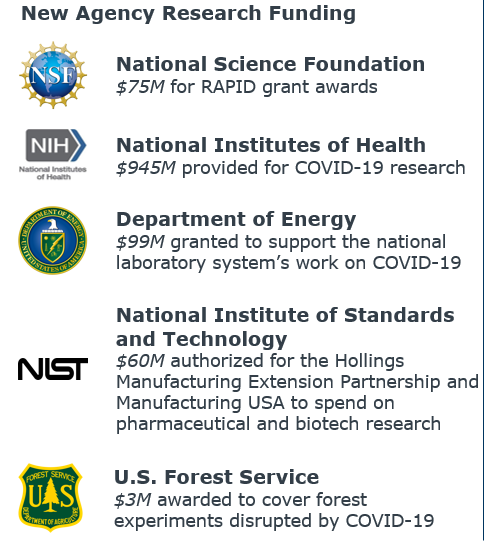 New Agency Research Funding
NSF
National Science Foundation
$75M for RAPID grant awards
NIH
National Institutes
of Health
National Institutes of Health
$945M provided for COVID-19 research
DEPARTMENT OF ENERGY
UNITED STATES OF AMERICA
Department of Energy
$99M granted to support the national
laboratory system’s work on COVID-19
NIST
National Institute of Standards
and Technology
$60M authorized for the Hollings
Manufacturing Extension Partnership and
Manufacturing USA to spend on
pharmaceutical and biotech research
FOREST SERVICE
U S
DEPARTMENT OF AGRICULTURE
U.S. Forest Service
$3M awarded to cover forest
experiments disrupted by COVID-19